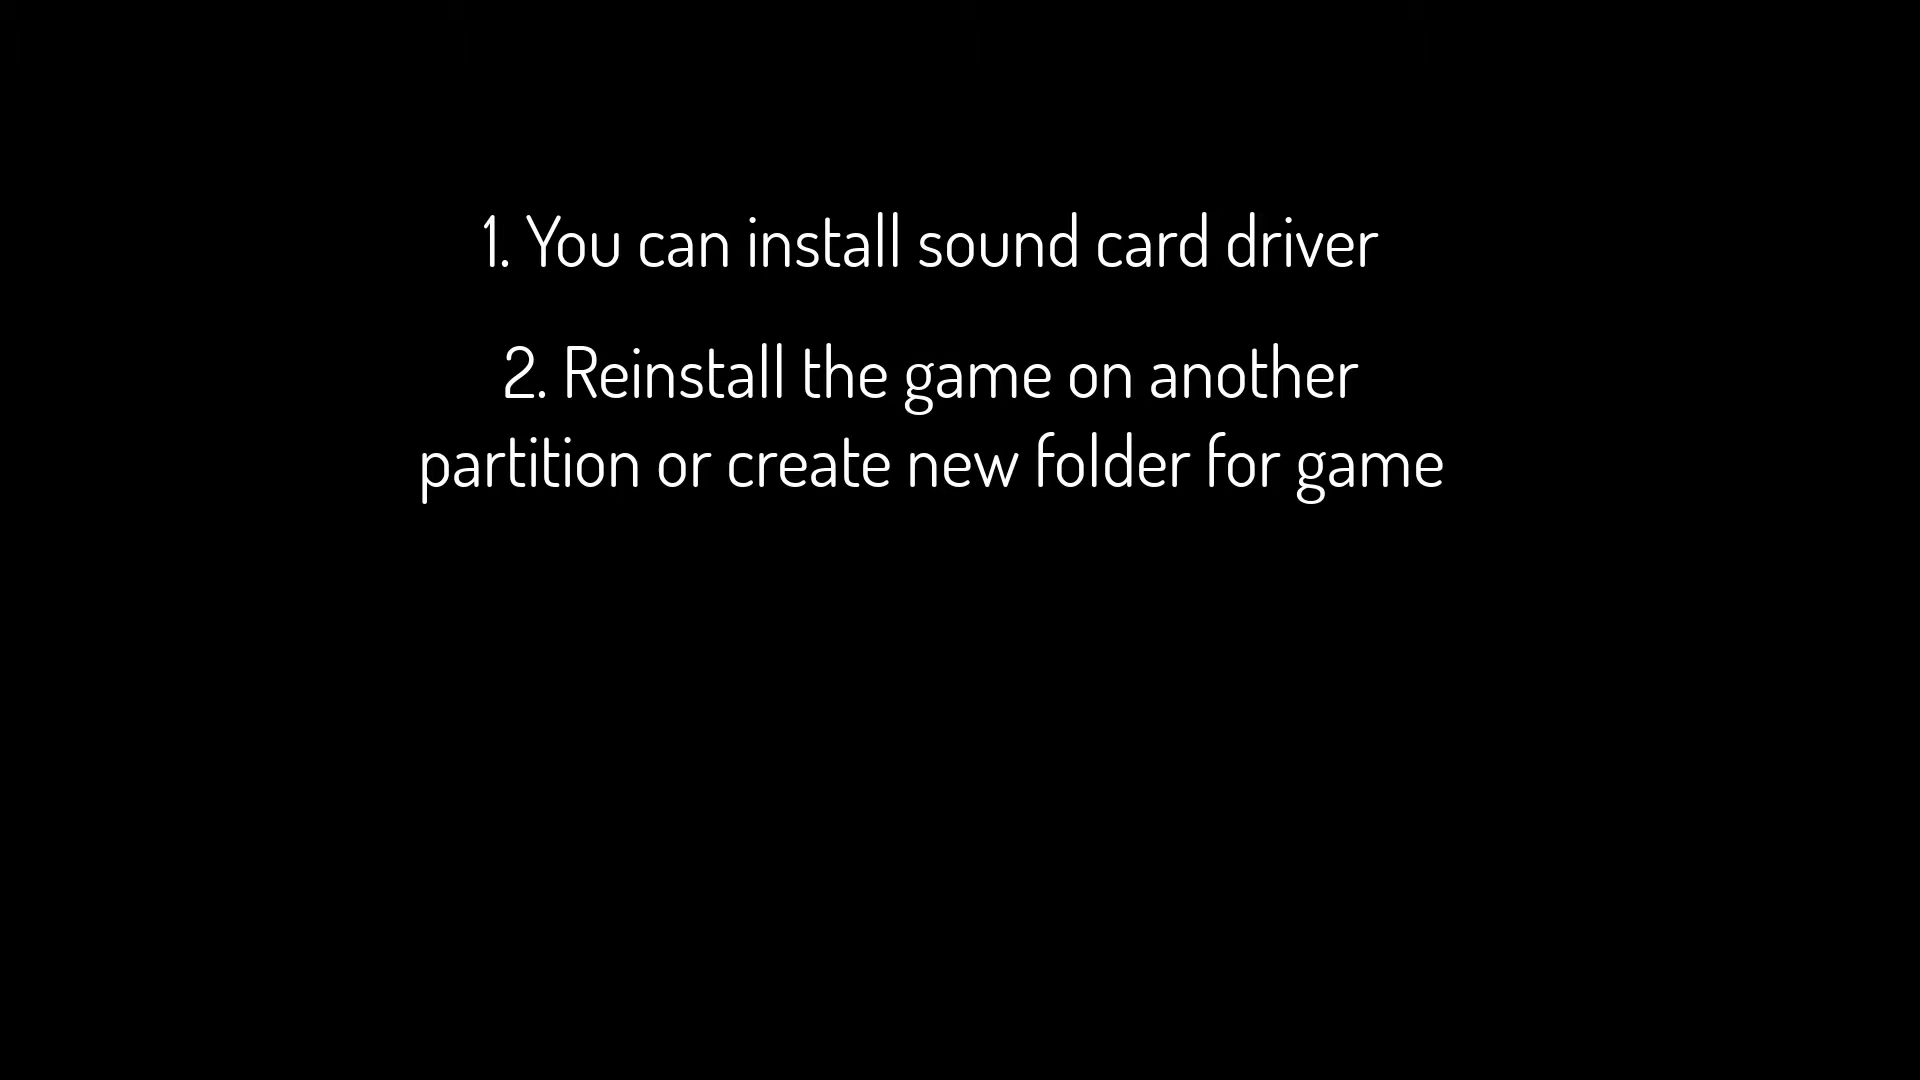 1. You can install sound card driver
2. Reinstall the game on another
partition or create new folder for game